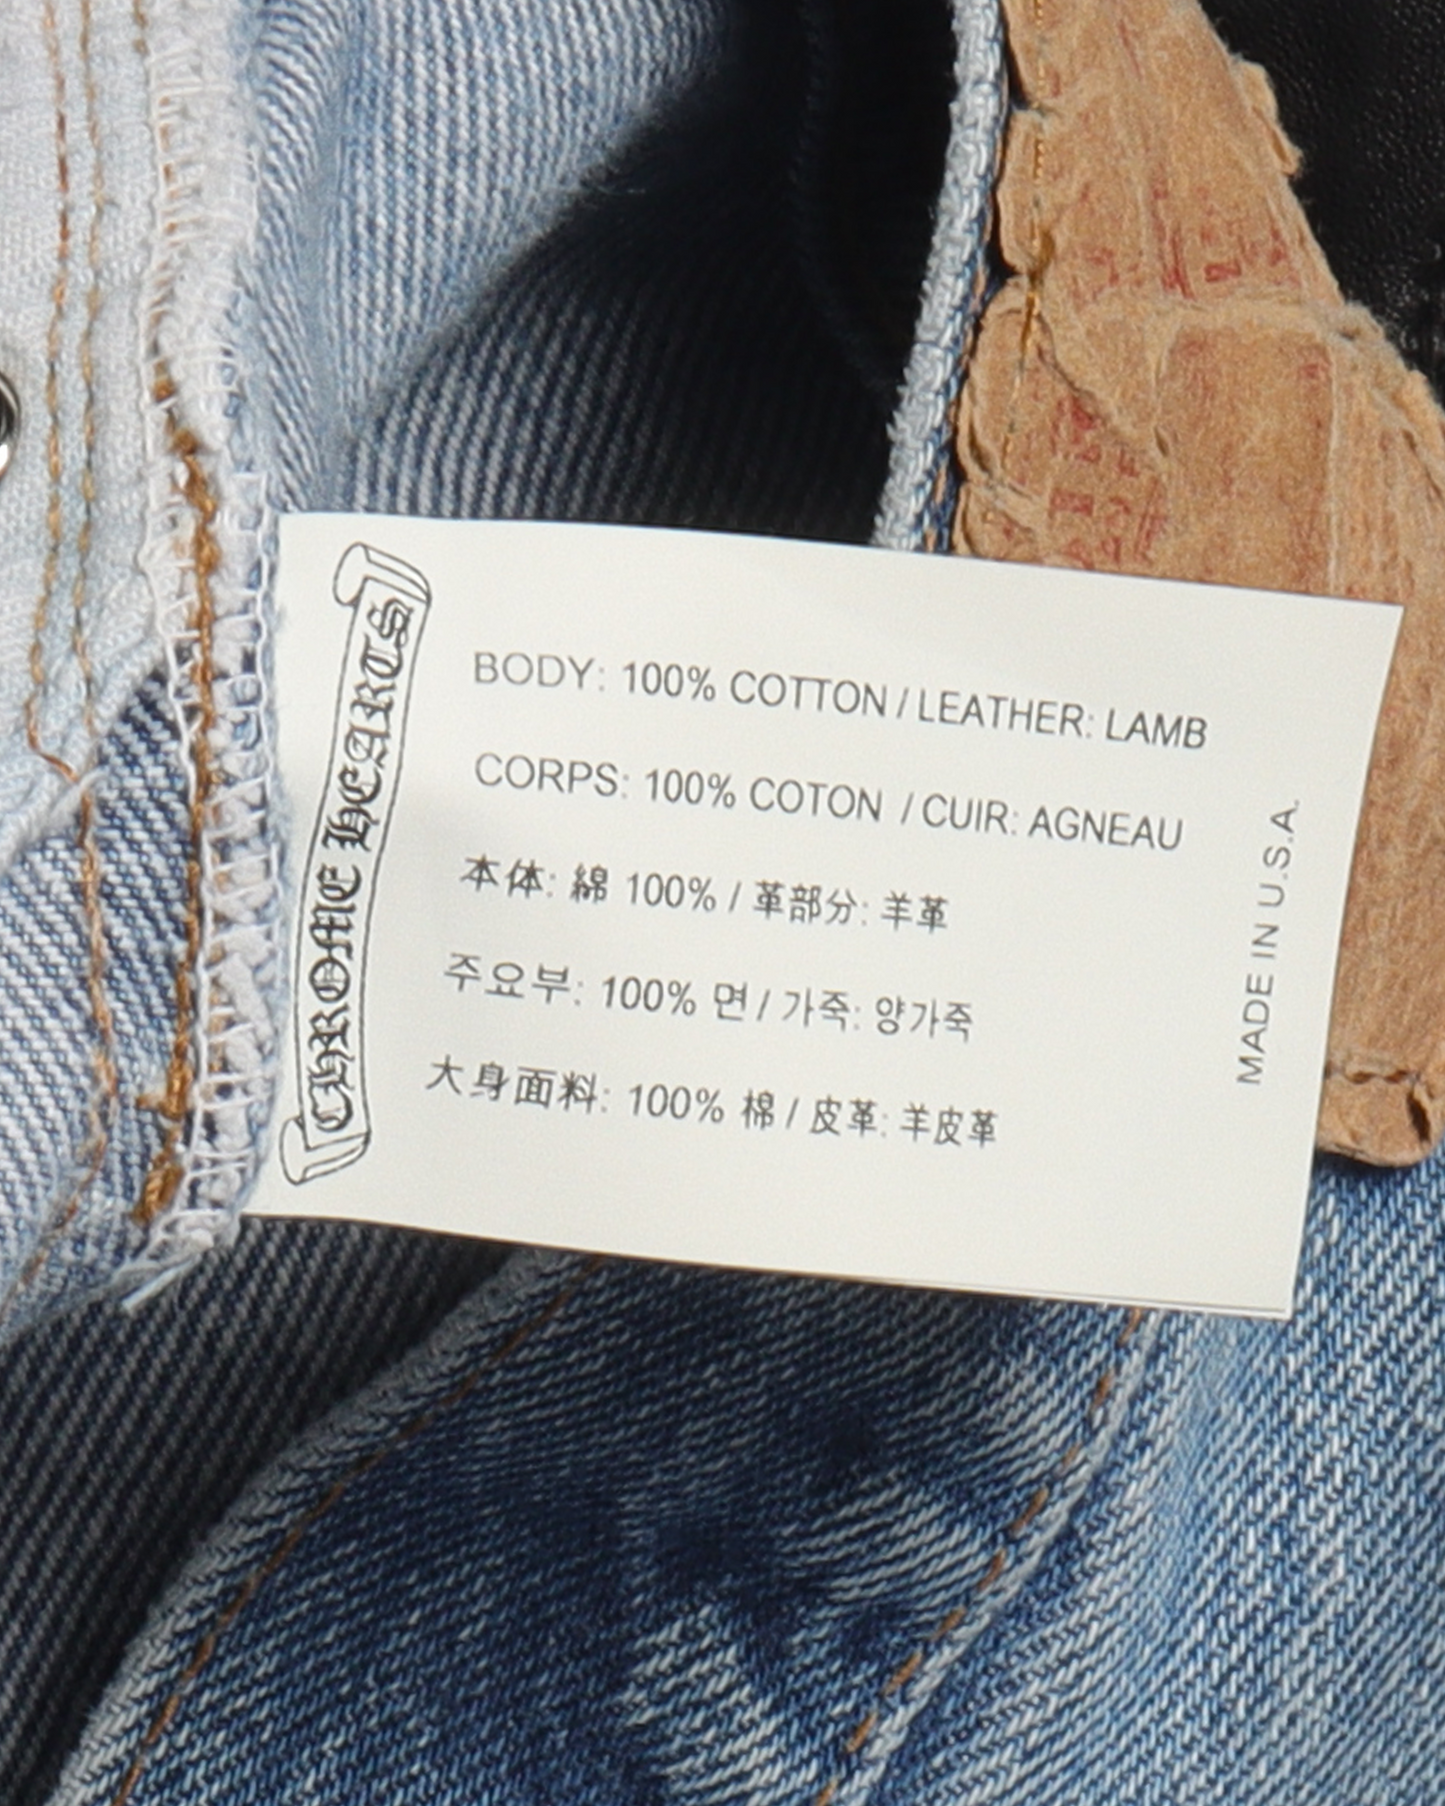 CHROME HEARTS
BODY: 100% COTTON / LEATHER: LAMB
CORPS: 100% COTON / CUIR: AGNEAU
本体: 綿 100% / 革部分: 羊革
주요부: 100% 면 / 가죽: 양가죽
大身面料: 100% 棉 / 皮革: 羊皮革
MADE IN U.S.A.